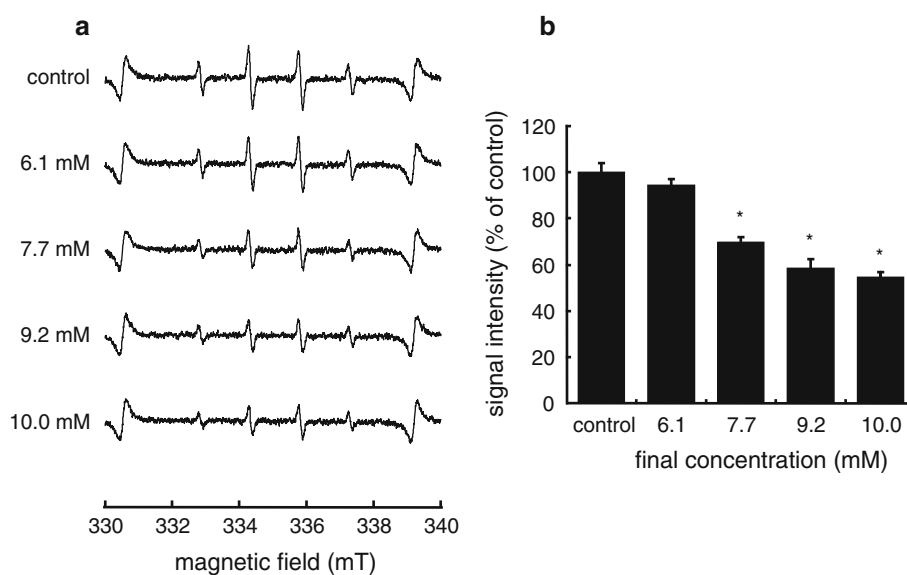 a
control
6.1 mM
7.7 mM
9.2 mM
10.0 mM
330 332 334 336 338 340
magnetic field (mT)
b
signal intensity (% of control)
120
100
80
60
40
20
0
* * *
control 6.1 7.7 9.2 10.0
final concentration (mM)